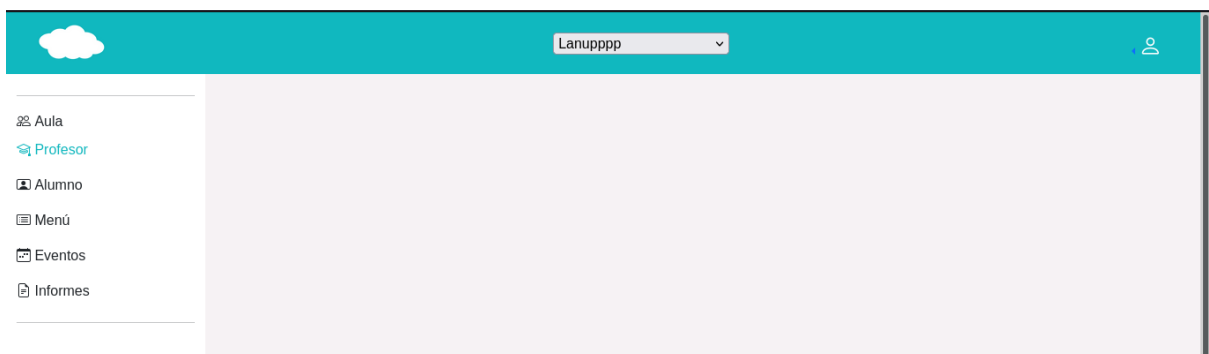 Lanupppp
Aula
Profesor
Alumno
Menú
Eventos
Informes